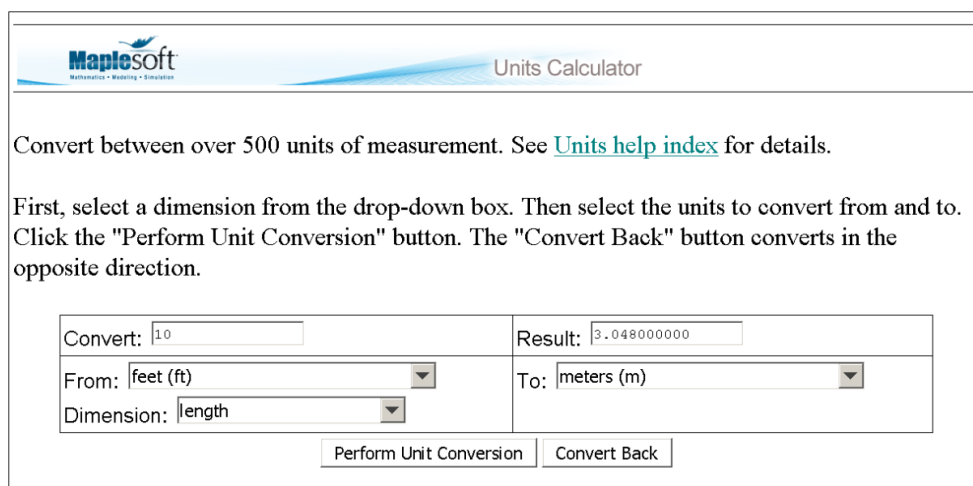 Maplesoft
Mathematics • Modeling • Simulation
Units Calculator
Convert between over 500 units of measurement. See Units help index for details.
First, select a dimension from the drop-down box. Then select the units to convert from and to.
Click the "Perform Unit Conversion" button. The "Convert Back" button converts in the
opposite direction.
Convert: 10
Result: 3.048000000
From: feet (ft)
To: meters (m)
Dimension: length
Perform Unit Conversion
Convert Back